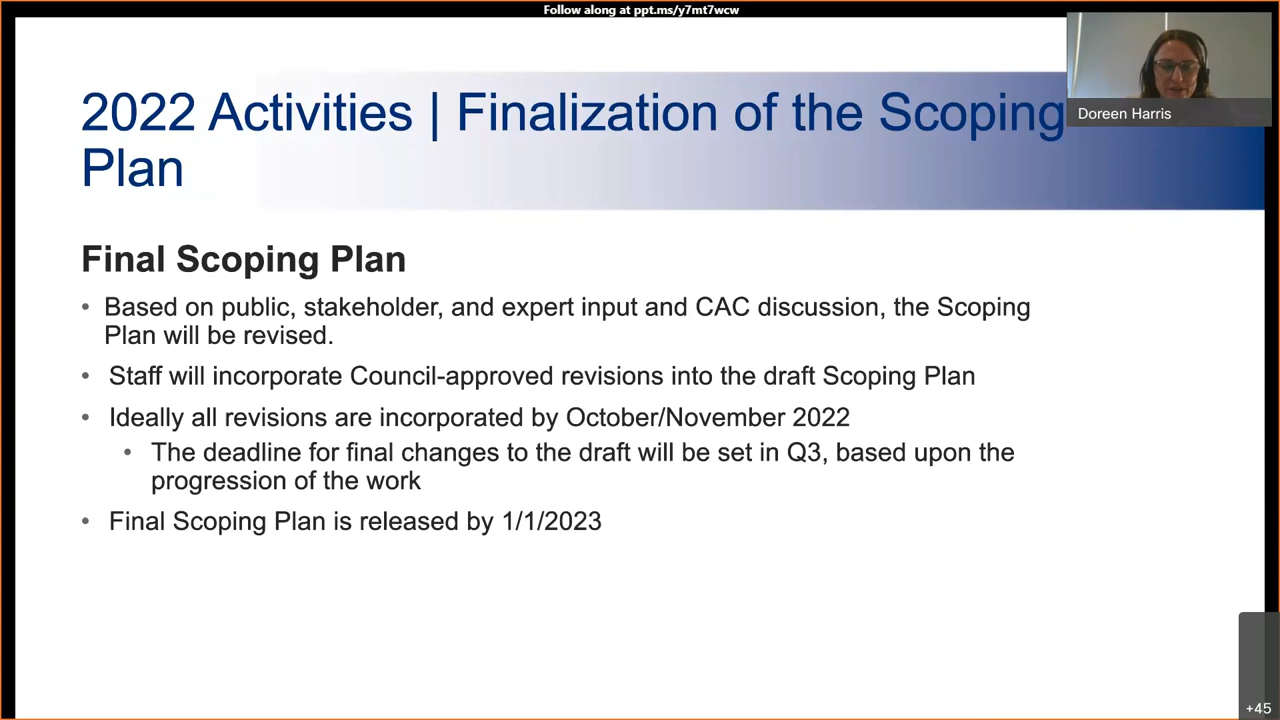 Follow along at ppt.ms/y7mt7wcw
Doreen Harris
2022 Activities | Finalization of the Scoping
Plan
Final Scoping Plan
• Based on public, stakeholder, and expert input and CAC discussion, the Scoping
Plan will be revised.
• Staff will incorporate Council-approved revisions into the draft Scoping Plan
• Ideally all revisions are incorporated by October/November 2022
• The deadline for final changes to the draft will be set in Q3, based upon the
progression of the work
• Final Scoping Plan is released by 1/1/2023
+45